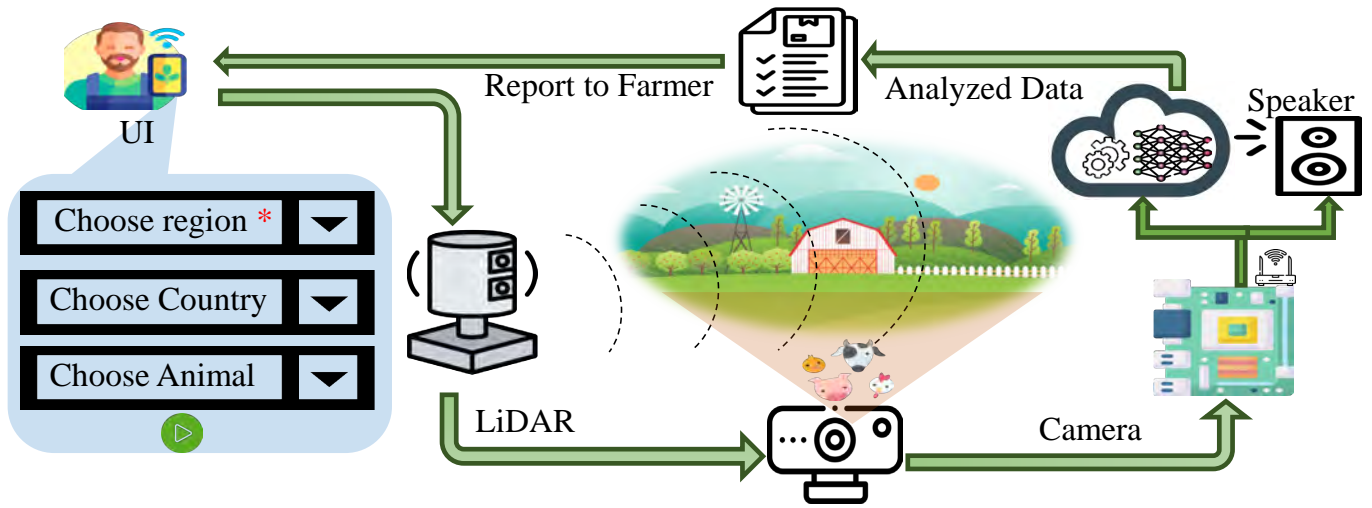 Report to Farmer
Analyzed Data
Speaker
UI
Choose region *
Choose Country
Choose Animal
LiDAR
Camera